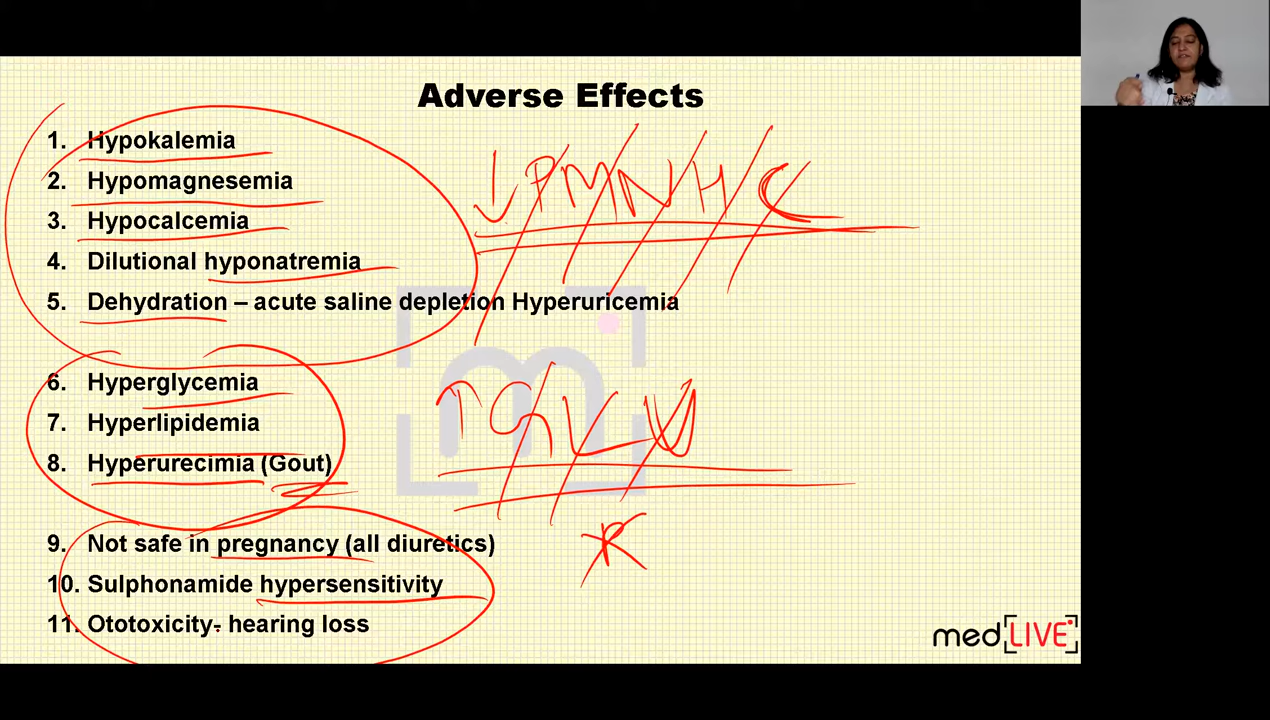 Adverse Effects
1. Hypokalemia
2. Hypomagnesemia
3. Hypocalcemia
4. Dilutional hyponatremia
5. Dehydration – acute saline depletion Hyperuricemia
6. Hyperglycemia
7. Hyperlipidemia
8. Hyperurecimia (Gout)
9. Not safe in pregnancy (all diuretics)
10. Sulphonamide hypersensitivity
11. Ototoxicity- hearing loss
↓ P M N H C
↑ G L U
medLIVE